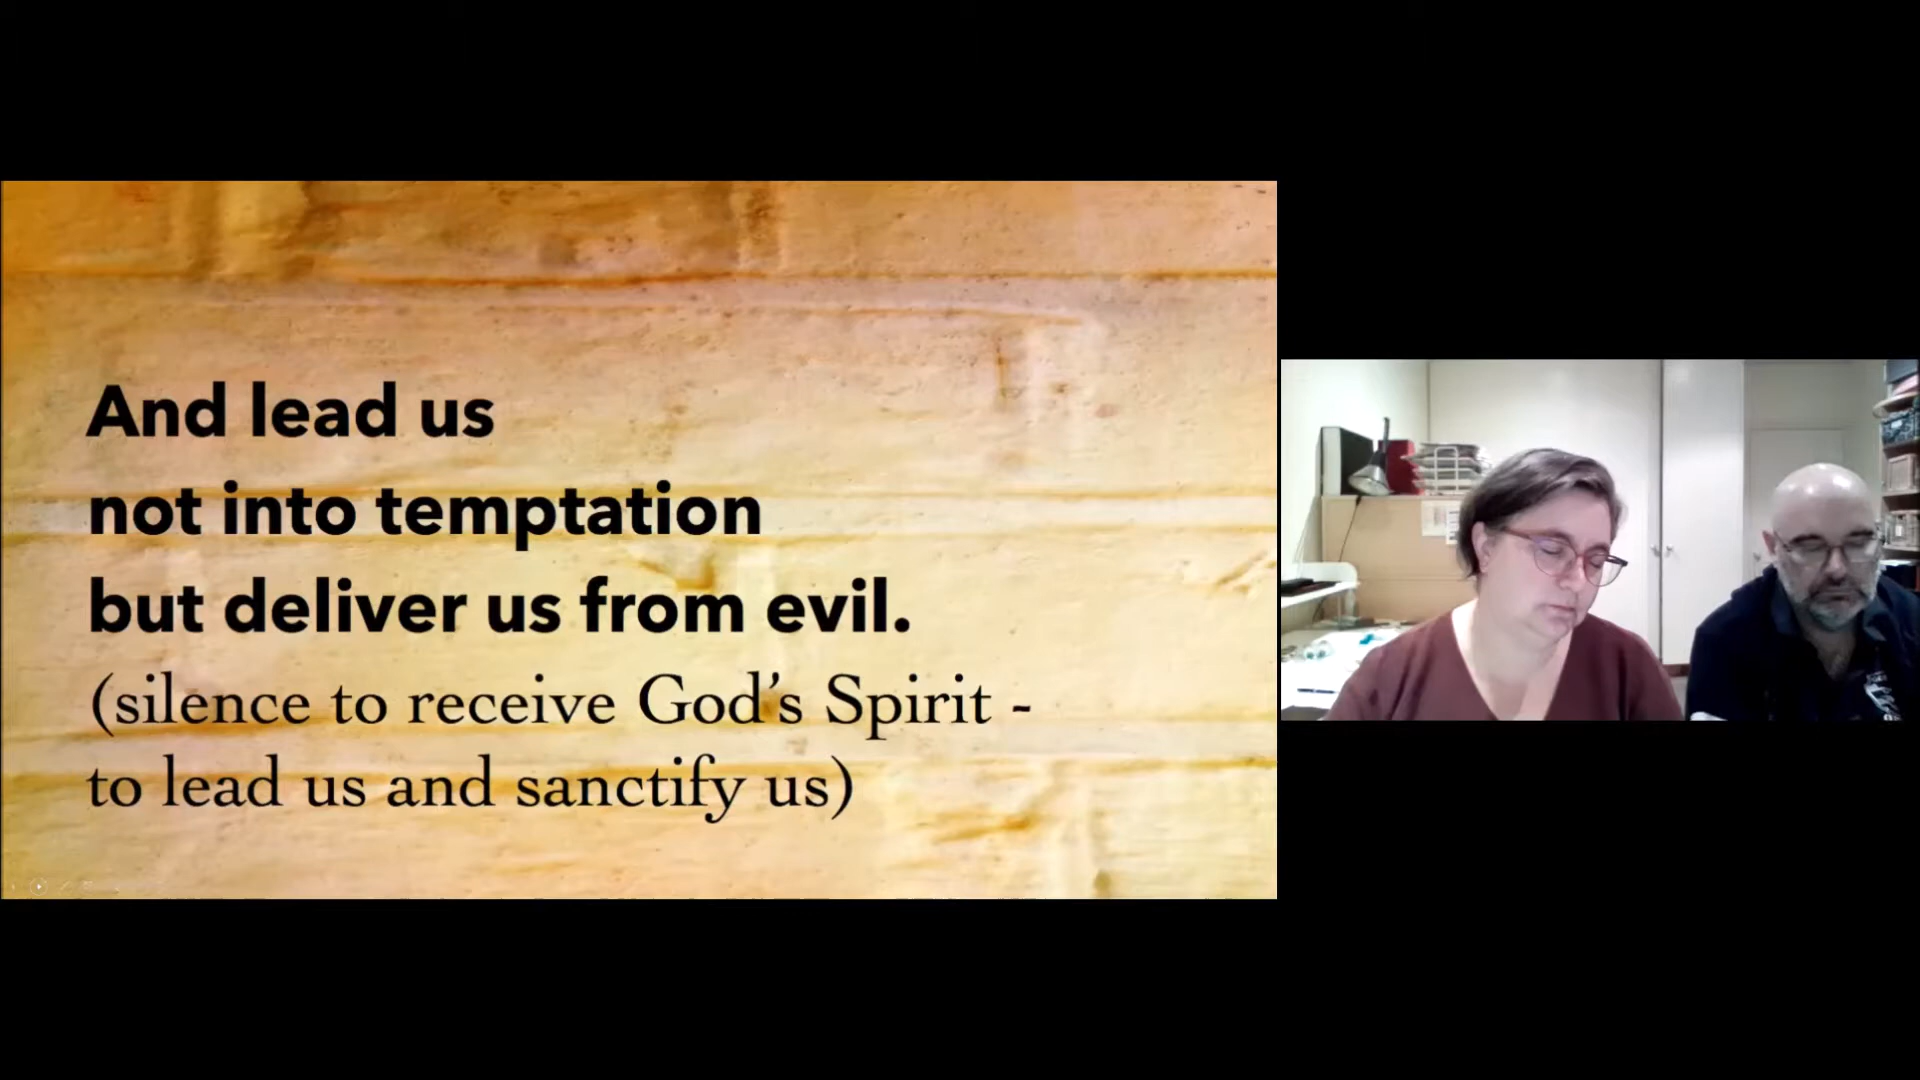 And lead us
not into temptation
but deliver us from evil.
(silence to receive God's Spirit -
to lead us and sanctify us)